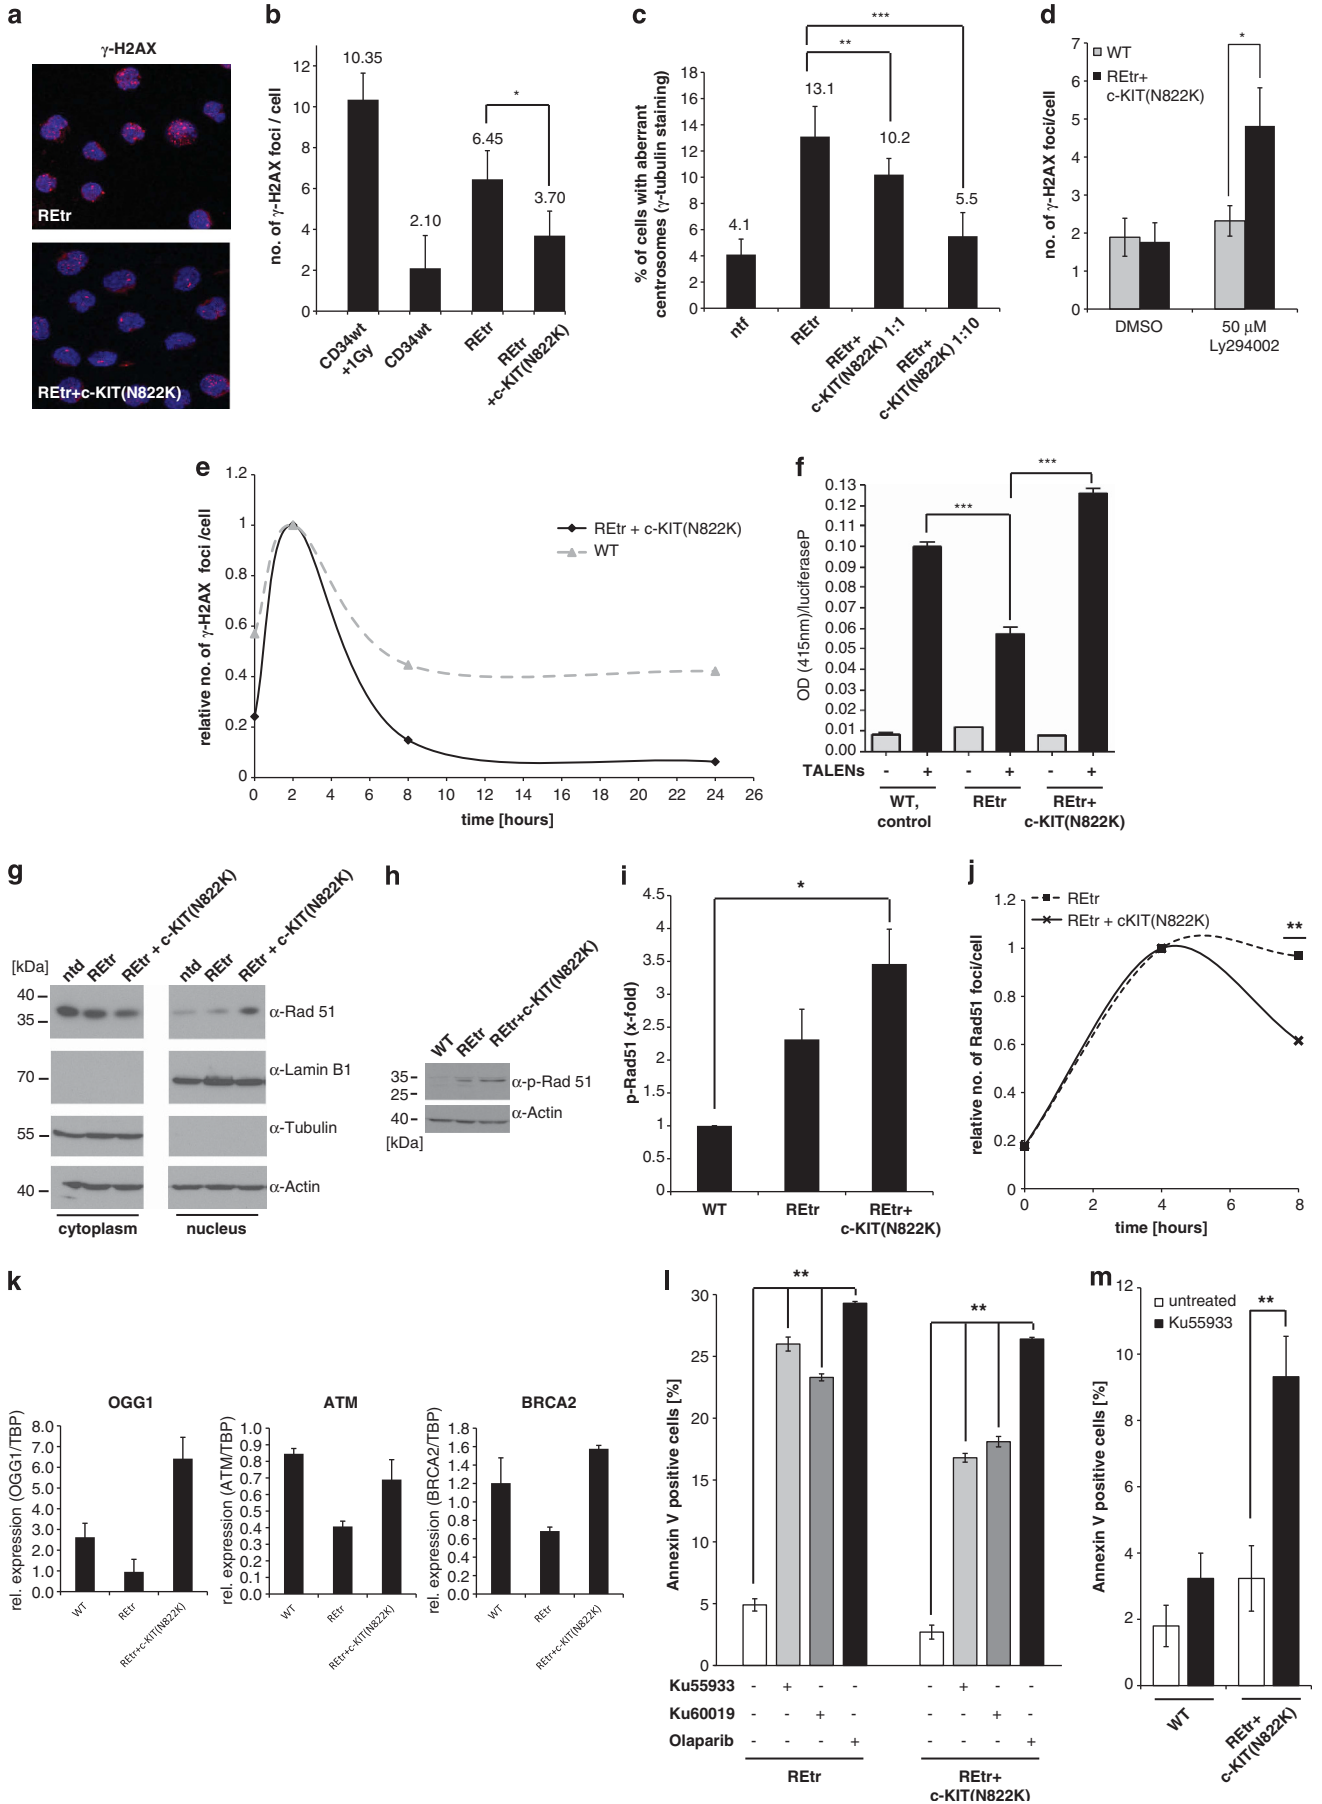 a
γ-H2AX
REtr
REtr+c-KIT(N822K)
b
no. of γ-H2AX foci / cell
12
10
8
6
4
2
0
10.35
2.10
6.45
3.70
*
CD34wt
+1Gy
CD34wt
REtr
REtr
+c-KIT(N822K)
c
% of cells with aberrant
centrosomes (γ-tubulin staining)
18
16
14
12
10
8
6
4
2
0
***
**
4.1
13.1
10.2
5.5
ntf
REtr
REtr+
c-KIT(N822K) 1:1
REtr+
c-KIT(N822K) 1:10
d
no. of γ-H2AX foci/cell
7
6
5
4
3
2
1
0
WT
REtr+
c-KIT(N822K)
*
DMSO
50 µM
Ly294002
e
relative no. of γ-H2AX foci /cell
1.2
1
0.8
0.6
0.4
0.2
0
0 2 4 6 8 10 12 14 16 18 20 22 24 26
time [hours]
REtr + c-KIT(N822K)
WT
f
OD (415nm)/luciferaseP
0.13
0.12
0.11
0.10
0.09
0.08
0.07
0.06
0.05
0.04
0.03
0.02
0.01
0.00
***
***
TALENs - + - + - +
WT,
control
REtr
REtr+
c-KIT(N822K)
g
[kDa]
ntd
REtr
REtr + c-KIT(N822K)
ntd
REtr
REtr + c-KIT(N822K)
40
35
α-Rad 51
70
α-Lamin B1
55
α-Tubulin
40
α-Actin
cytoplasm
nucleus
h
WT
REtr
REtr+c-KIT(N822K)
35
25
α-p-Rad 51
40
α-Actin
[kDa]
i
p-Rad51 (x-fold)
4.5
4
3.5
3
2.5
2
1.5
1
0.5
0
*
WT
REtr
REtr+
c-KIT(N822K)
j
relative no. of Rad51 foci/cell
1.2
1
0.8
0.6
0.4
0.2
0
REtr
REtr + cKIT(N822K)
**
0 2 4 6 8
time [hours]
k
OGG1
rel. expression (OGG1/TBP)
8.0
7.0
6.0
5.0
4.0
3.0
2.0
1.0
0.0
WT
REtr
REtr+c-KIT(N822K)
ATM
rel. expression (ATM/TBP)
1.0
0.9
0.8
0.7
0.6
0.5
0.4
0.3
0.2
0.1
0.0
WT
REtr
REtr+c-KIT(N822K)
BRCA2
rel. expression (BRCA2/TBP)
1.8
1.6
1.4
1.2
1.0
0.8
0.6
0.4
0.2
0.0
WT
REtr
REtr+c-KIT(N822K)
l
Annexin V positive cells [%]
30
25
20
15
10
5
0
**
**
Ku55933 - + - - - + - -
Ku60019 - - + - - - + -
Olaparib - - - + - - - +
REtr
REtr+
c-KIT(N822K)
m
Annexin V positive cells [%]
12
10
8
6
4
2
0
untreated
Ku55933
**
WT
REtr+
c-KIT(N822K)